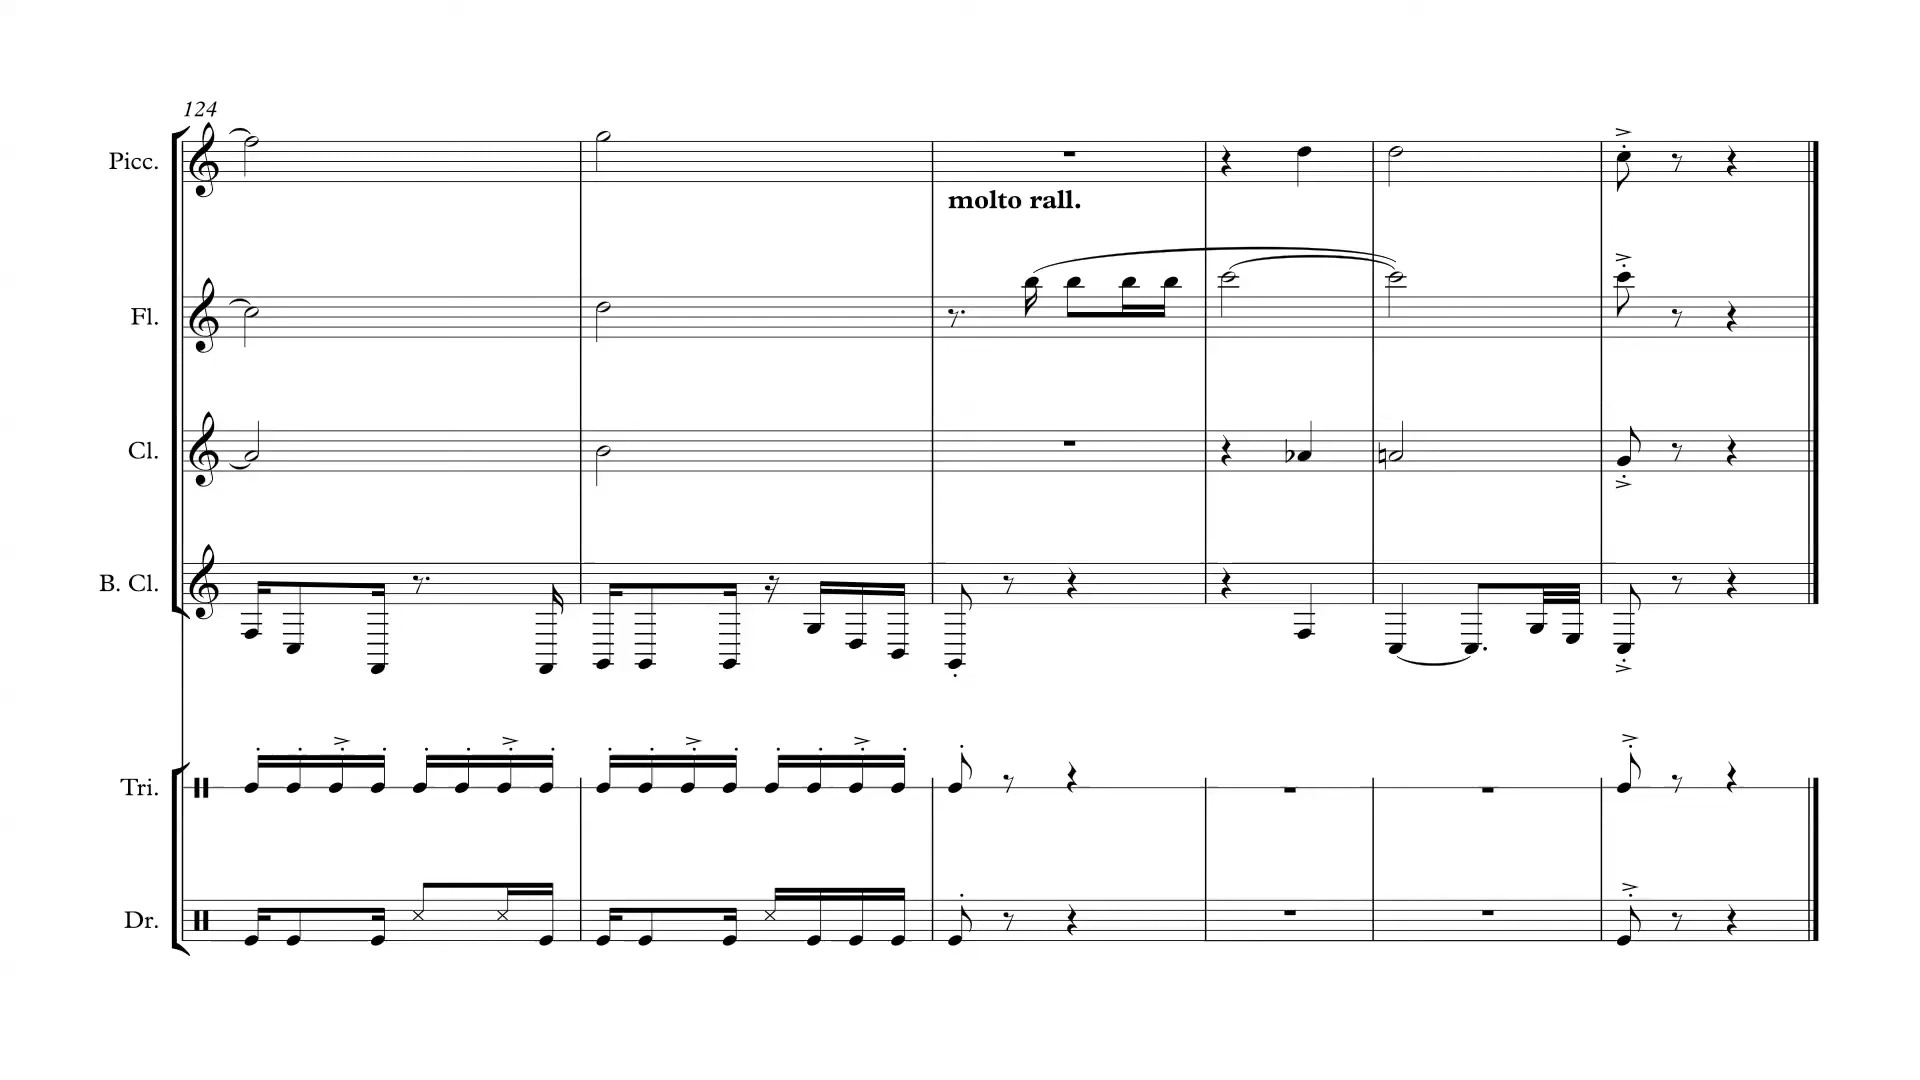 124
Picc.
molto rall.
Fl.
Cl.
B. Cl.
Tri.
Dr.